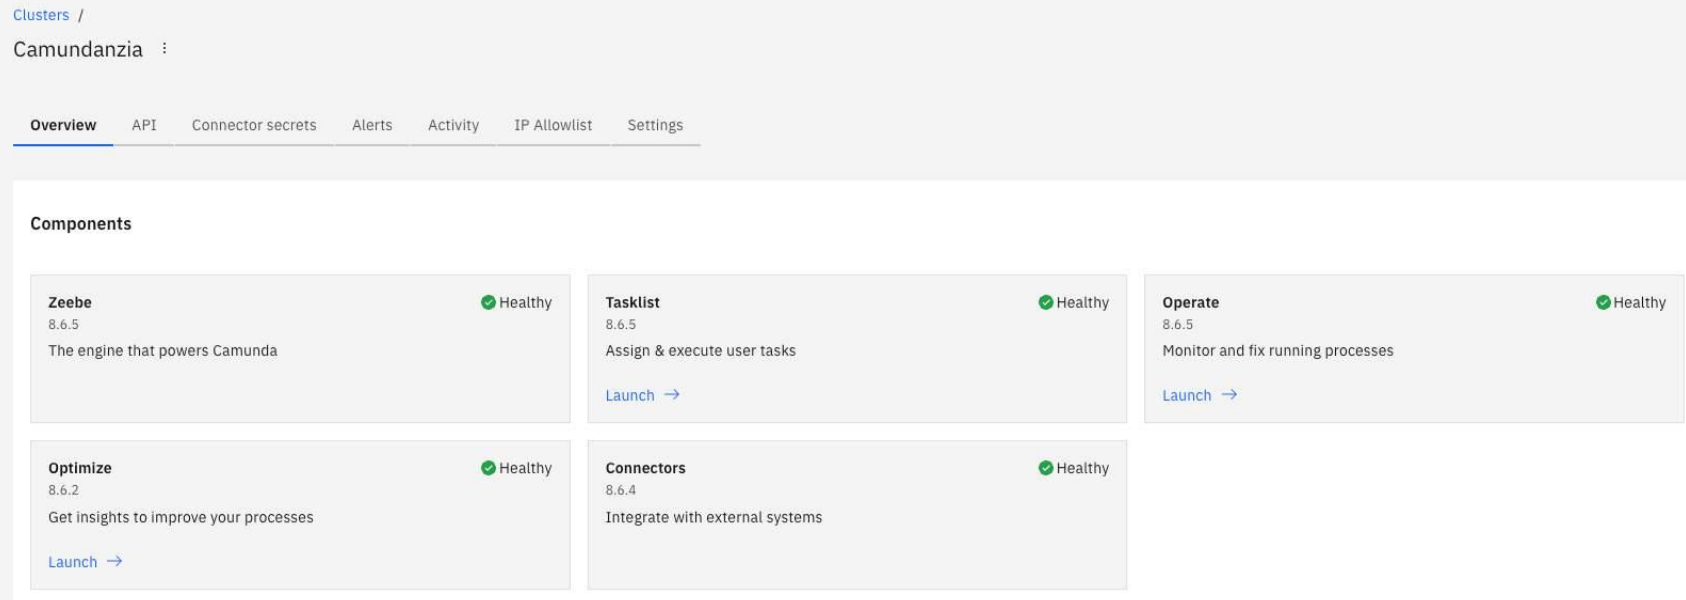 Clusters /
Camundanzia
Overview API Connector secrets Alerts Activity IP Allowlist Settings
Components
Zeebe Healthy
8.6.5
The engine that powers Camunda
Tasklist Healthy
8.6.5
Assign & execute user tasks
Launch →
Operate Healthy
8.6.5
Monitor and fix running processes
Launch →
Optimize Healthy
8.6.2
Get insights to improve your processes
Launch →
Connectors Healthy
8.6.4
Integrate with external systems